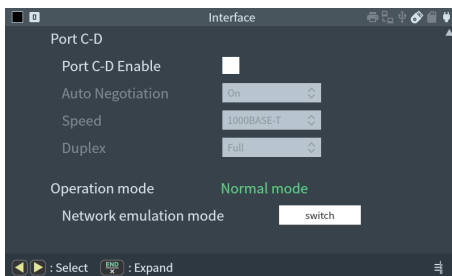 0 Interface
Port C-D
Port C-D Enable
Auto Negotiation On
Speed 1000BASE-T
Duplex Full
Operation mode Normal mode
Network emulation mode switch
: Select END × : Expand